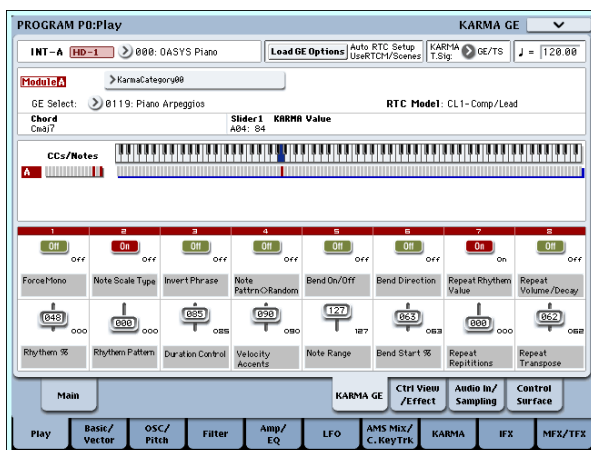 PROGRAM P0:Play KARMA GE
INT-A HD-1 000: OASYS Piano Load GE Options Auto RTC Setup UseRTCM/Scenes KARMA T.Sig: GE/TS ♩ = 120.00
ModuleA KarmaCategory00
GE Select: 0119: Piano Arpeggios RTC Model: CL1-Comp/Lead
Chord Slider1 KARMA Value
Cmaj7 A04: 84
CCs/Notes
A
1 2 3 4 5 6 7 8
Off On Off Off Off Off On Off
Off Off Off Off Off Off On Off
ForceMono Note Scale Type Invert Phrase Note Pattrn<>Random Bend On/Off Bend Direction Repeat Rhythm Value Repeat Volume/Decay
048 000 085 090 127 063 000 062
000 000 085 090 127 063 000 062
Rhythem % Rhythem Pattern Duration Control Velocity Accents Note Range Bend Start % Repeat Repititions Repeat Transpose
Main KARMA GE Ctrl View /Effect Audio In/ Sampling Control Surface
Play Basic/ Vector OSC/ Pitch Filter Amp/ EQ LFO AMS Mix/ C.KeyTrk KARMA IFX MFX/TFX